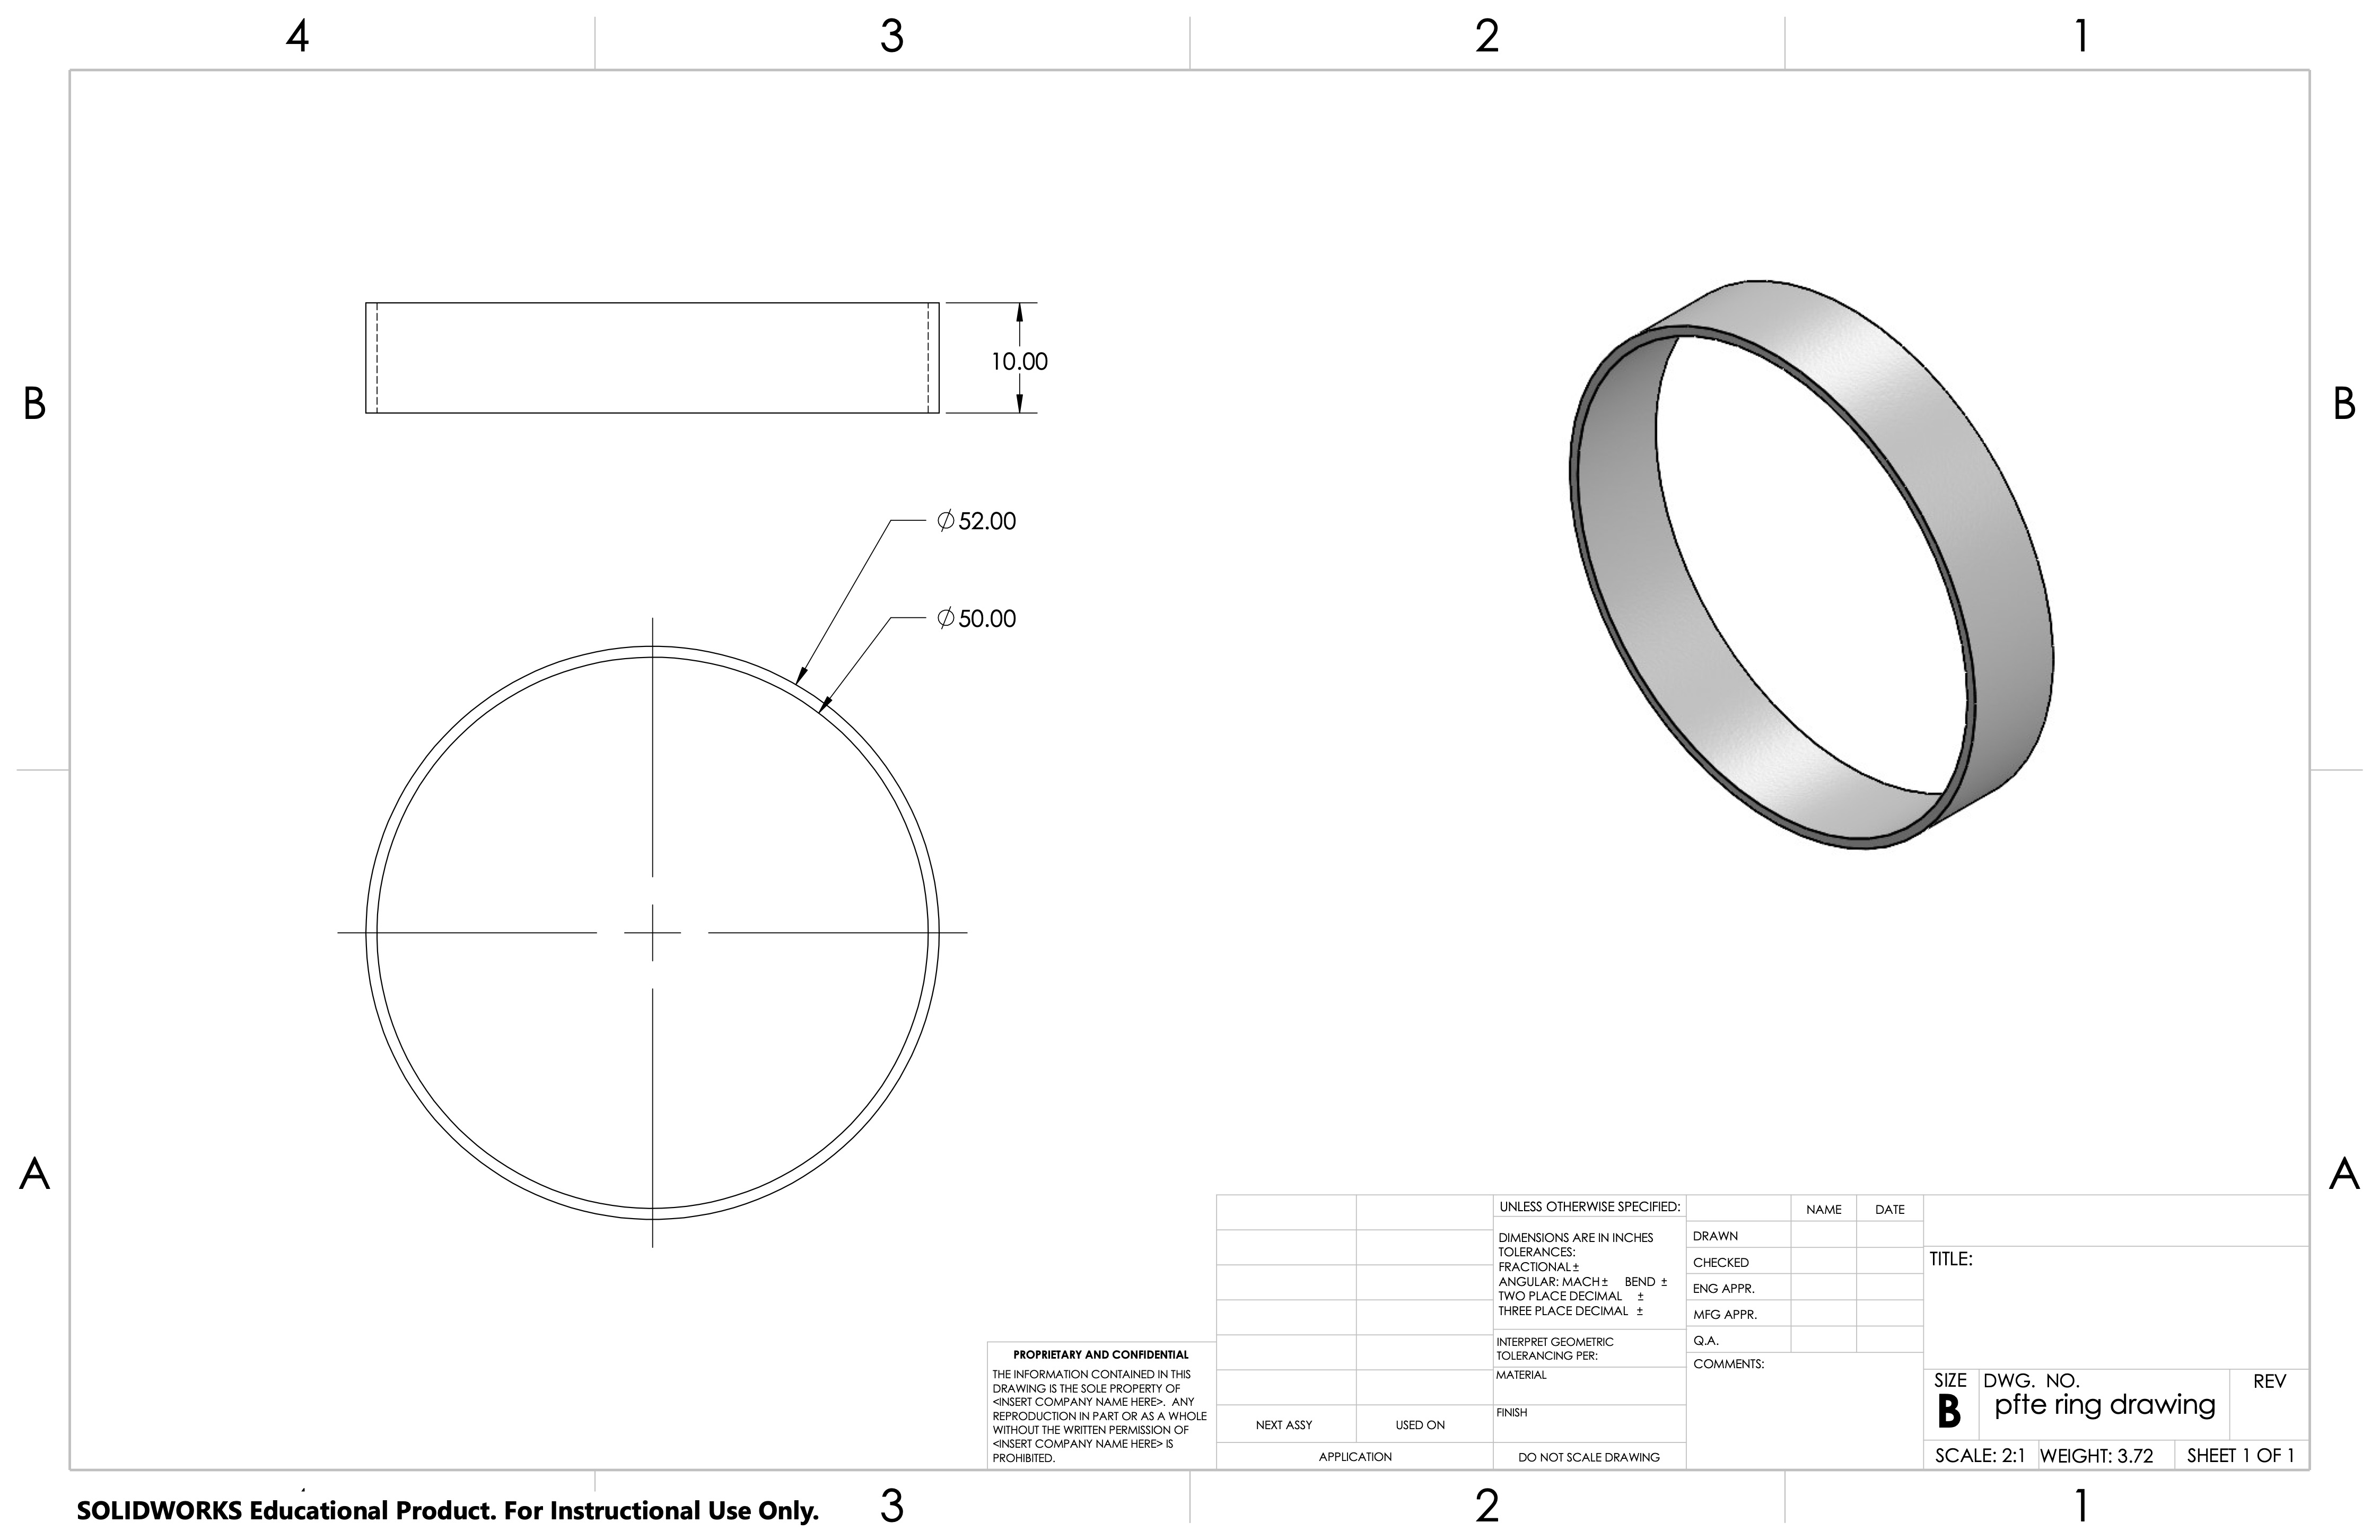 4 3 2 1
B B
10.00
∅52.00
∅50.00
A A
UNLESS OTHERWISE SPECIFIED:
DIMENSIONS ARE IN INCHES
TOLERANCES:
FRACTIONAL ±
ANGULAR: MACH ± BEND ±
TWO PLACE DECIMAL ±
THREE PLACE DECIMAL ±
INTERPRET GEOMETRIC
TOLERANCING PER:
MATERIAL
FINISH
DO NOT SCALE DRAWING
NAME DATE
DRAWN
CHECKED
ENG APPR.
MFG APPR.
Q.A.
COMMENTS:
TITLE:
SIZE DWG. NO. REV
B pfte ring drawing
SCALE: 2:1 WEIGHT: 3.72 SHEET 1 OF 1
PROPRIETARY AND CONFIDENTIAL
THE INFORMATION CONTAINED IN THIS
DRAWING IS THE SOLE PROPERTY OF
<INSERT COMPANY NAME HERE>. ANY
REPRODUCTION IN PART OR AS A WHOLE
WITHOUT THE WRITTEN PERMISSION OF
<INSERT COMPANY NAME HERE> IS
PROHIBITED.
NEXT ASSY USED ON
APPLICATION
SOLIDWORKS Educational Product. For Instructional Use Only.
3 2 1